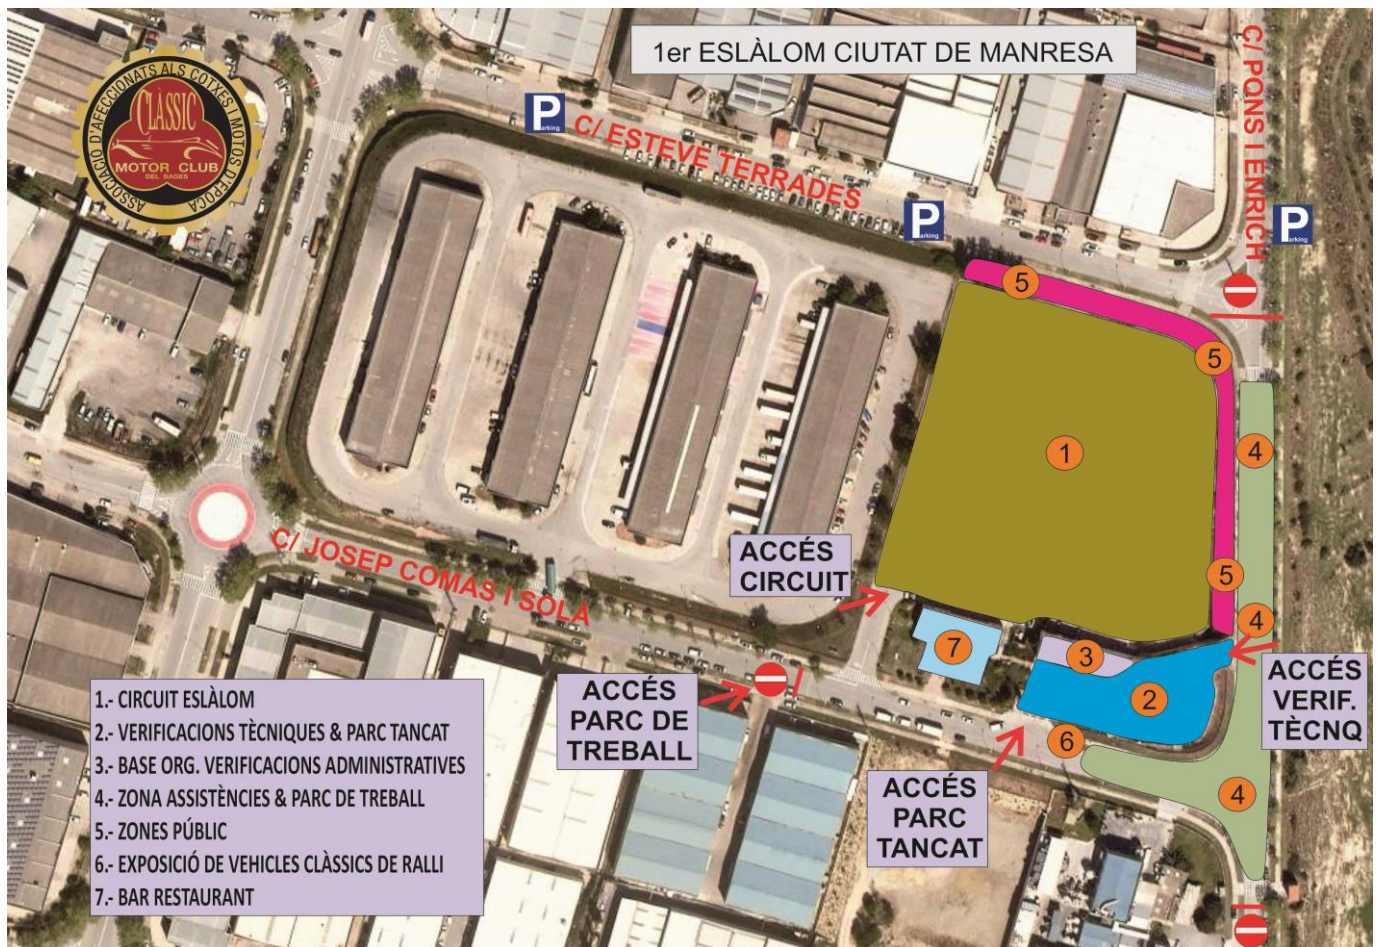 1er ESLÀLOM CIUTAT DE MANRESA
ASSOCIACIÓ D'AFECCIONATS ALS COTXES I MOTOS D'ÈPOCA
CLÀSSIC
MOTOR CLUB
DEL BAGES
P
Parking
C/ ESTEVE TERRADES
P
Parking
C/ PONS I ENRICH
P
Parking
5
5
1
4
C/ JOSEP COMAS I SOLÀ
ACCÉS
CIRCUIT
5
4
7
3
2
ACCÉS
VERIF.
TÈCNQ
ACCÉS
PARC DE
TREBALL
6
ACCÉS
PARC
TANCAT
4
1.- CIRCUIT ESLÀLOM
2.- VERIFICACIONS TÈCNIQUES & PARC TANCAT
3.- BASE ORG. VERIFICACIONS ADMINISTRATIVES
4.- ZONA ASSISTÈNCIES & PARC DE TREBALL
5.- ZONES PÚBLIC
6.- EXPOSICIÓ DE VEHICLES CLÀSSICS DE RALLI
7.- BAR RESTAURANT